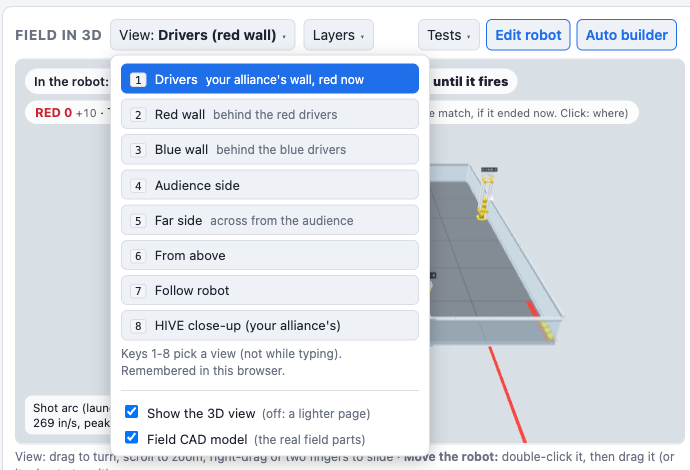 FIELD IN 3D View: Drivers (red wall) Layers Tests Edit robot Auto builder
In the robot: until it fires
RED 0 +10 · e match, if it ended now. Click: where)
1 Drivers your alliance's wall, red now
2 Red wall behind the red drivers
3 Blue wall behind the blue drivers
4 Audience side
5 Far side across from the audience
6 From above
7 Follow robot
8 HIVE close-up (your alliance's)
Keys 1-8 pick a view (not while typing).
Remembered in this browser.
Show the 3D view (off: a lighter page)
Field CAD model (the real field parts)
Shot arc (laun
269 in/s, peak
View: drag to turn, scroll to zoom, right-drag or two fingers to slide · Move the robot: double-click it, then drag it (or